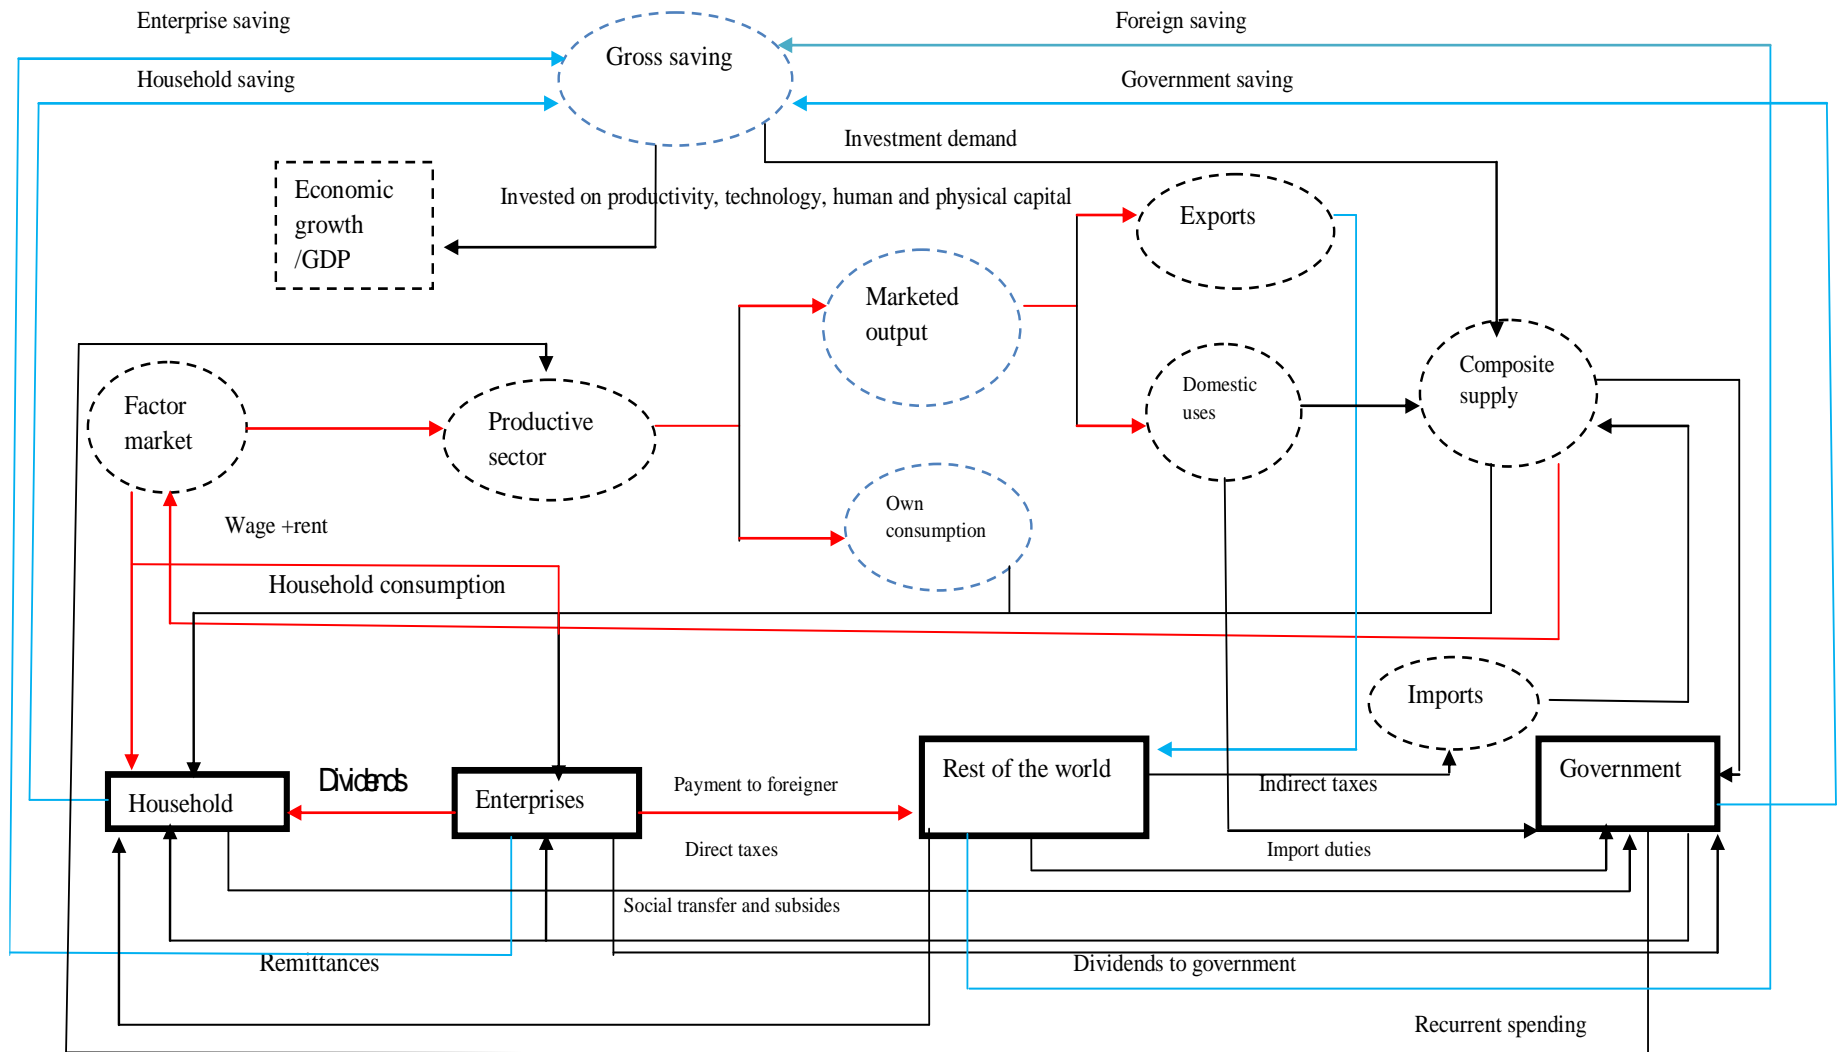 Enterprise saving
Foreign saving
Gross saving
Household saving
Government saving
Investment demand
Economic
growth
/GDP
Invested on productivity, technology, human and physical capital
Exports
Marketed
output
Composite
supply
Domestic
uses
Factor
market
Productive
sector
Own
consumption
Wage +rent
Household consumption
Imports
Rest of the world
Government
Dividends
Payment to foreigner
Indirect taxes
Household
Enterprises
Direct taxes
Import duties
Social transfer and subsides
Remittances
Dividends to government
Recurrent spending